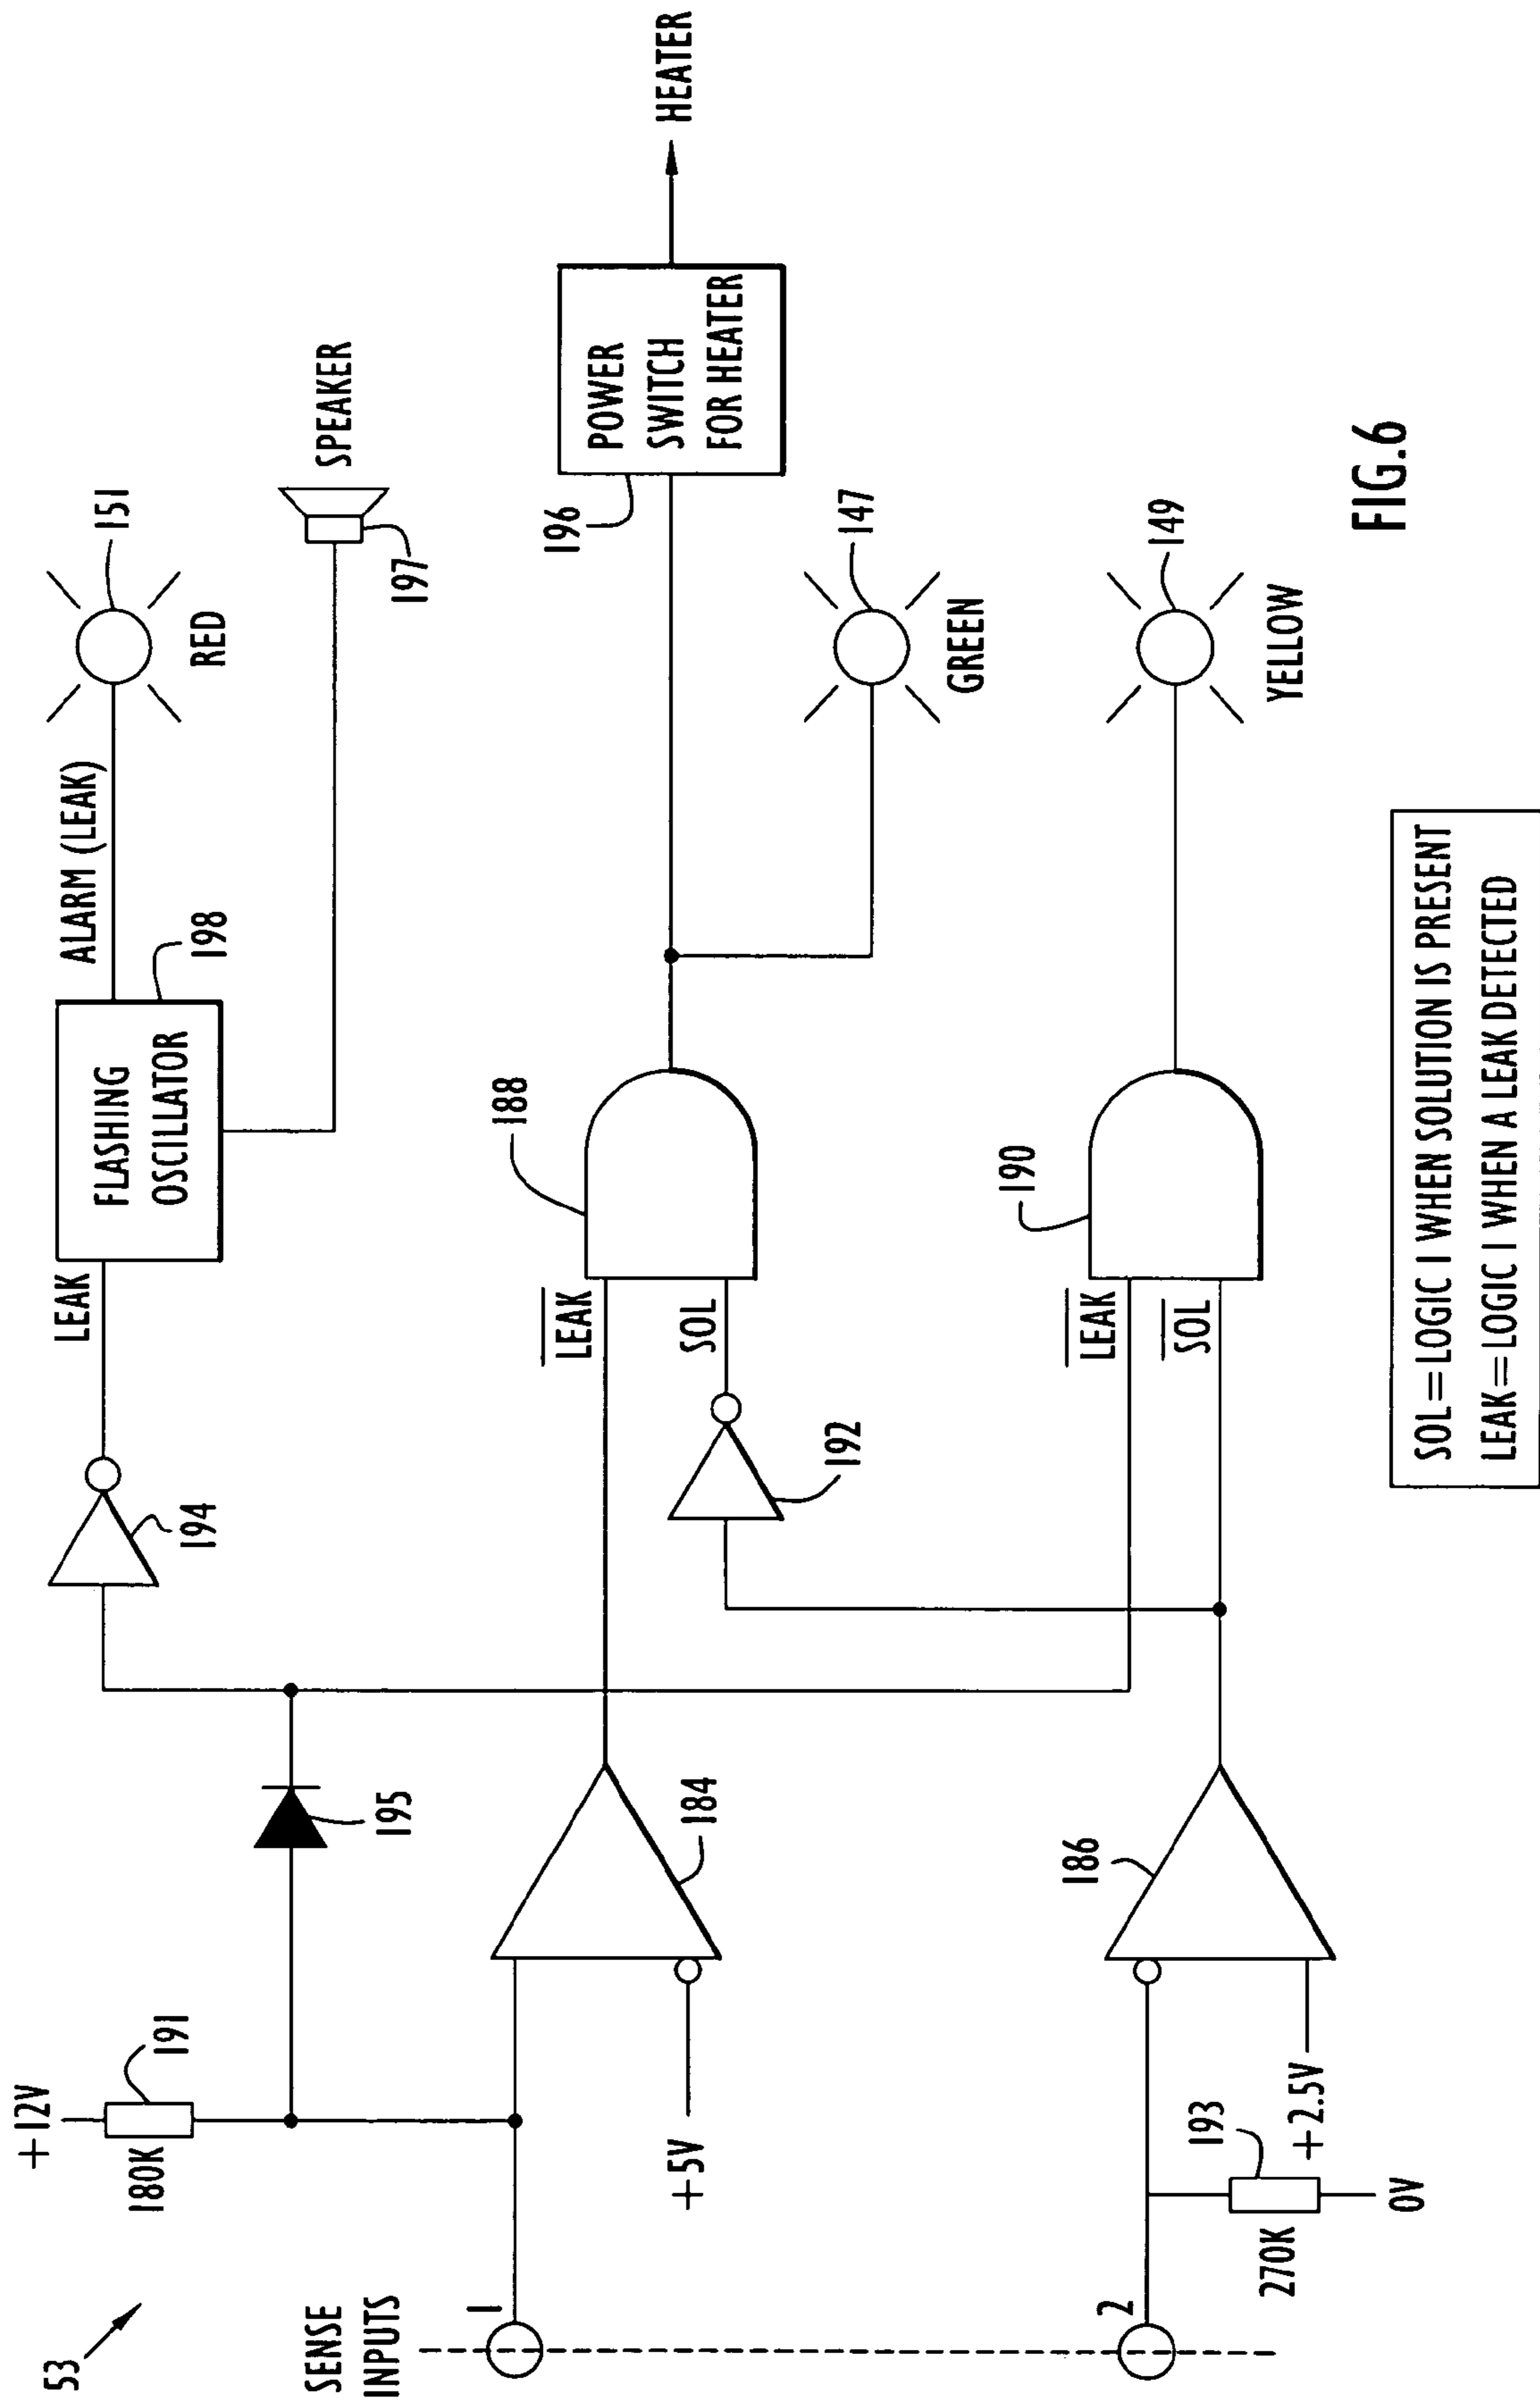 53
SENSE
INPUTS
1
2
+12V
180K
191
+5V
193
270K
+2.5V
0V
195
184
186
194
192
LEAK
LEAK
SOL
LEAK
SOL
FLASHING
OSCILLATOR
198
188
190
ALARM (LEAK)
151
RED
SPEAKER
197
POWER
SWITCH
FOR HEATER
196
HEATER
147
GREEN
149
YELLOW
SOL=LOGIC 1 WHEN SOLUTION IS PRESENT
LEAK=LOGIC 1 WHEN A LEAK DETECTED
FIG.6